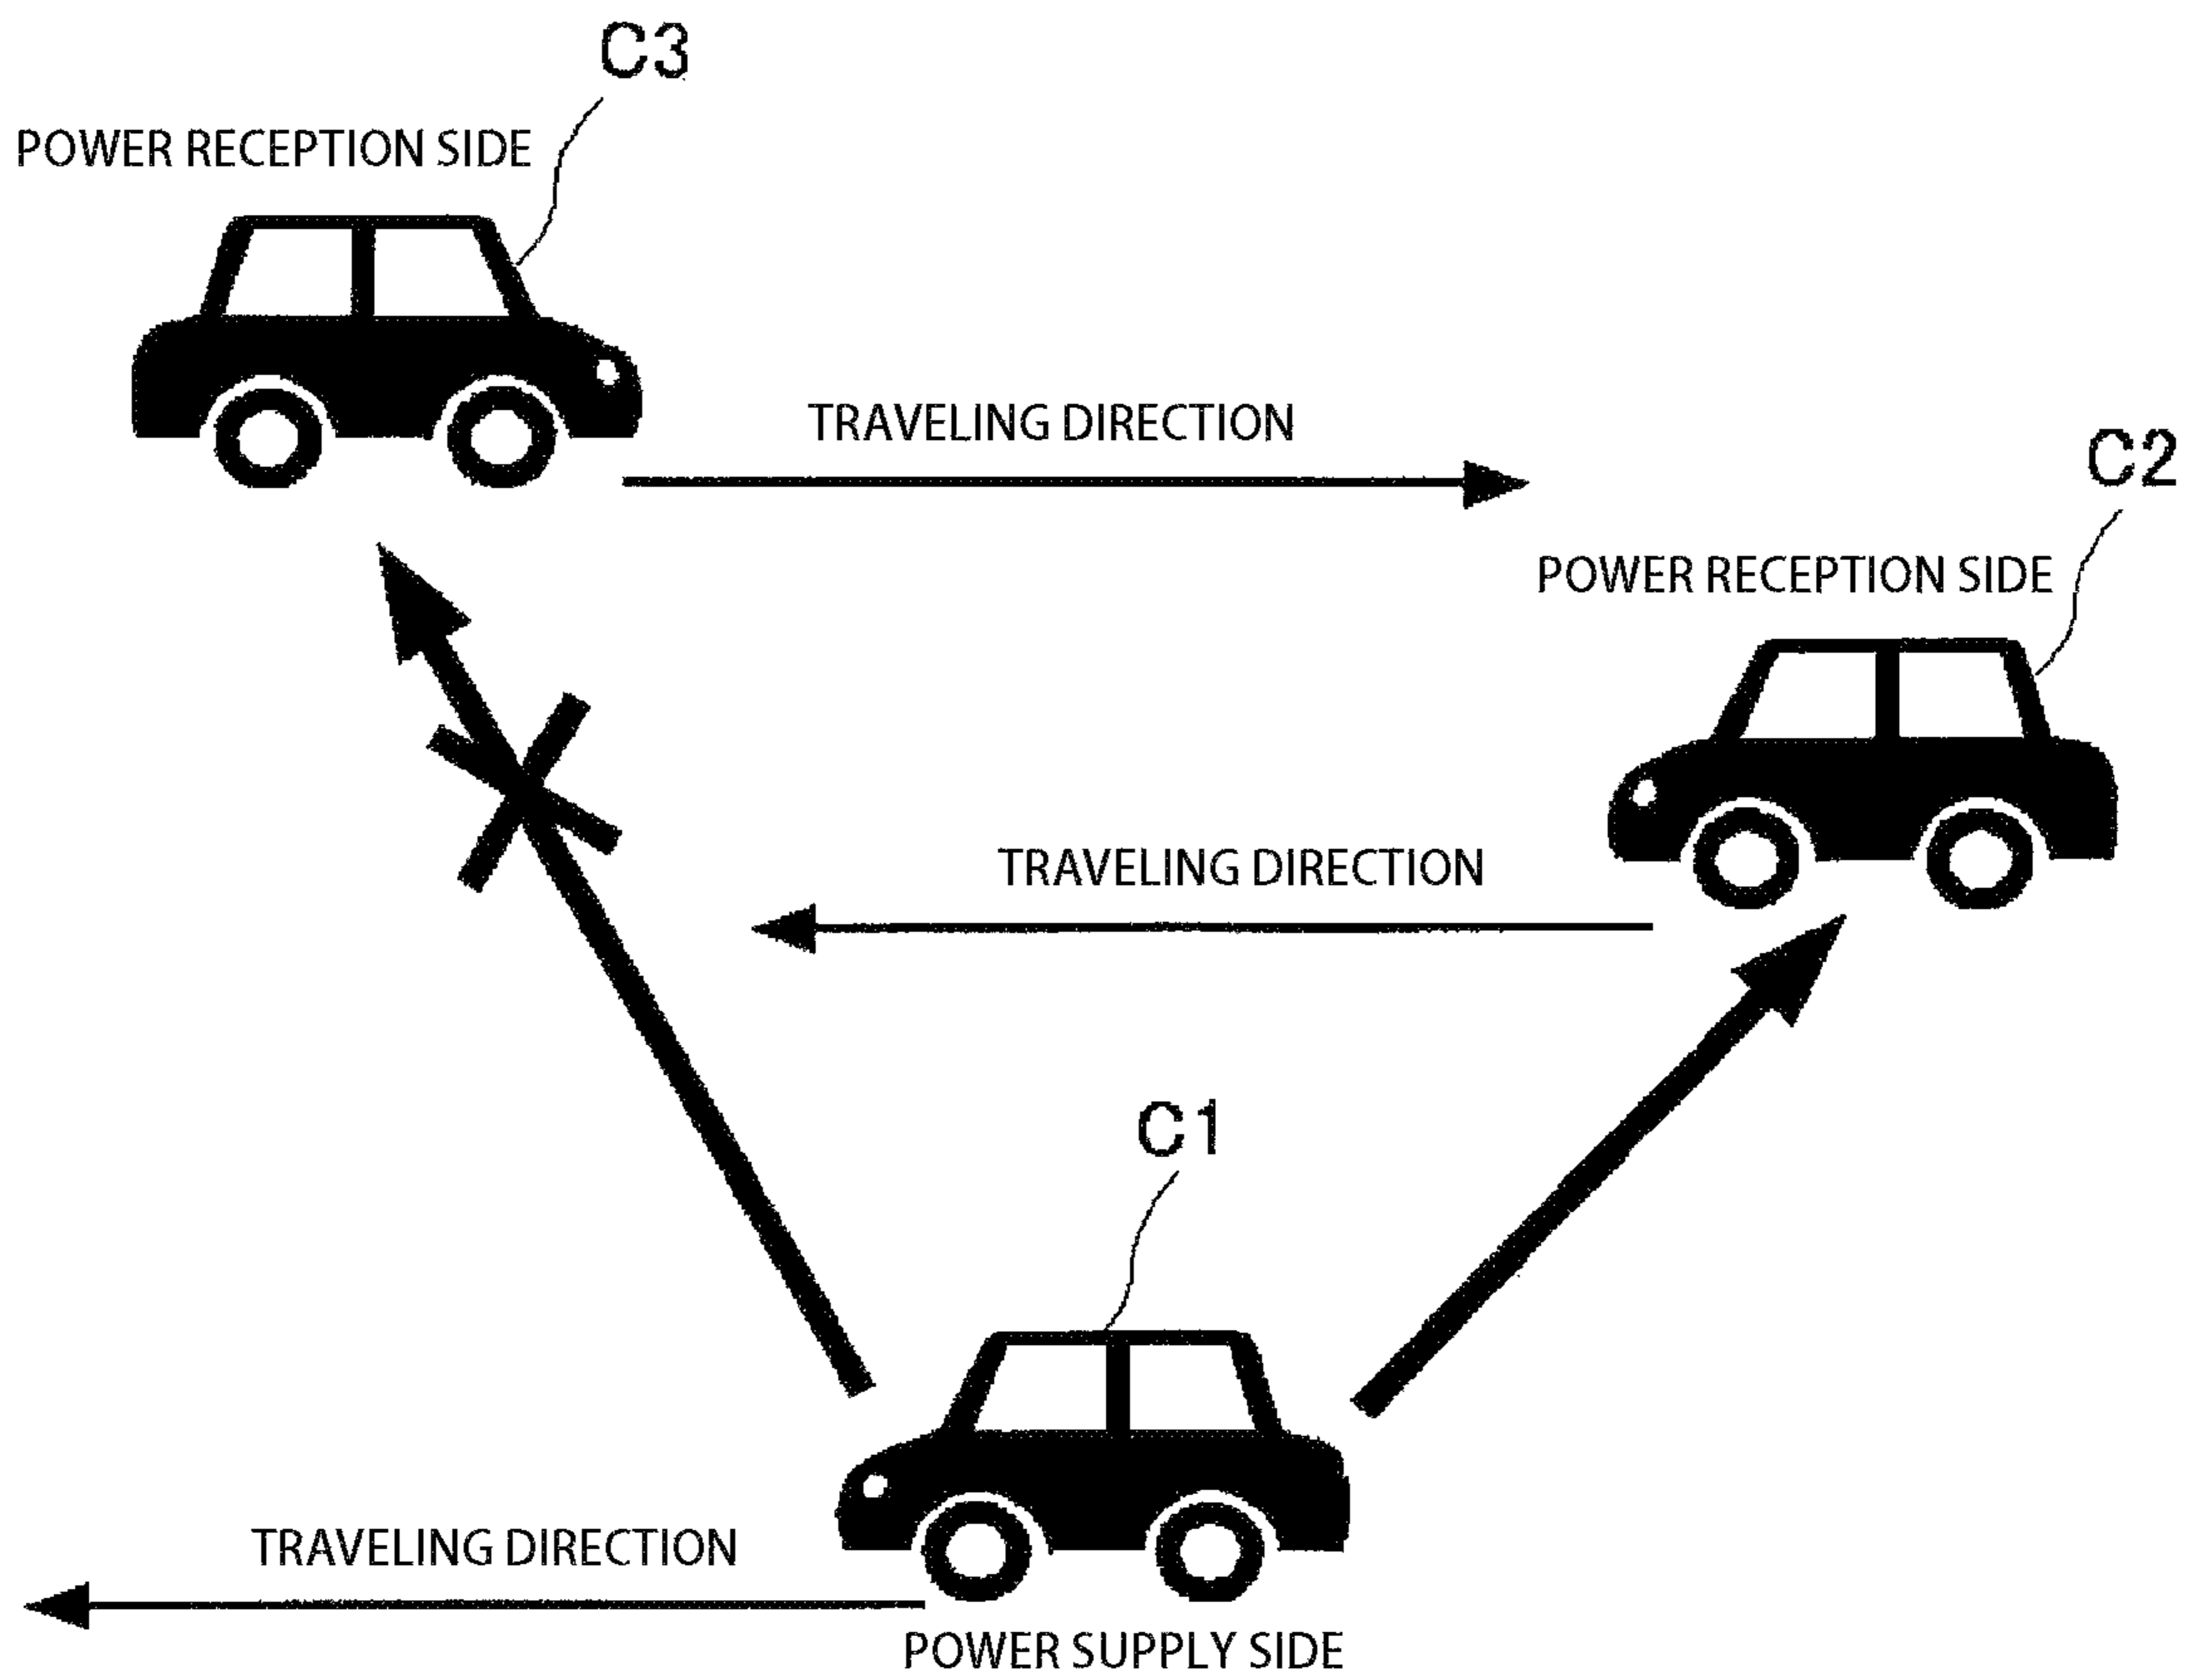 C3
POWER RECEPTION SIDE
TRAVELING DIRECTION
C2
POWER RECEPTION SIDE
TRAVELING DIRECTION
C1
TRAVELING DIRECTION
POWER SUPPLY SIDE